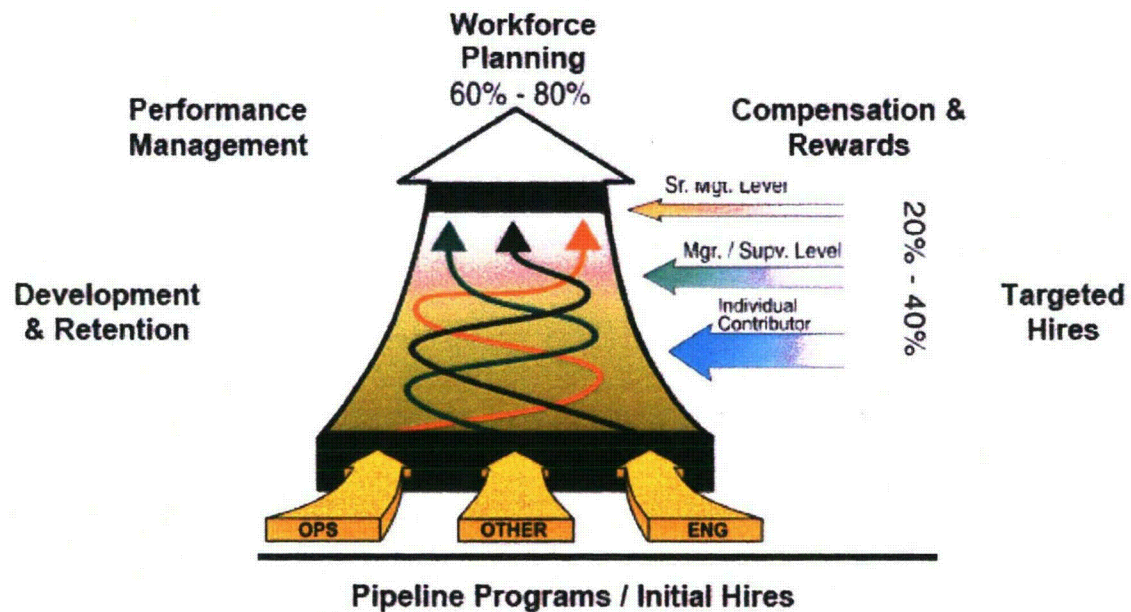 Workforce
Planning
60% - 80%
Performance
Management
Compensation &
Rewards
Sr. Mgt. Level
Mgr. / Supv. Level
Individual
Contributor
20% - 40%
Development
& Retention
Targeted
Hires
OPS
OTHER
ENG
Pipeline Programs / Initial Hires